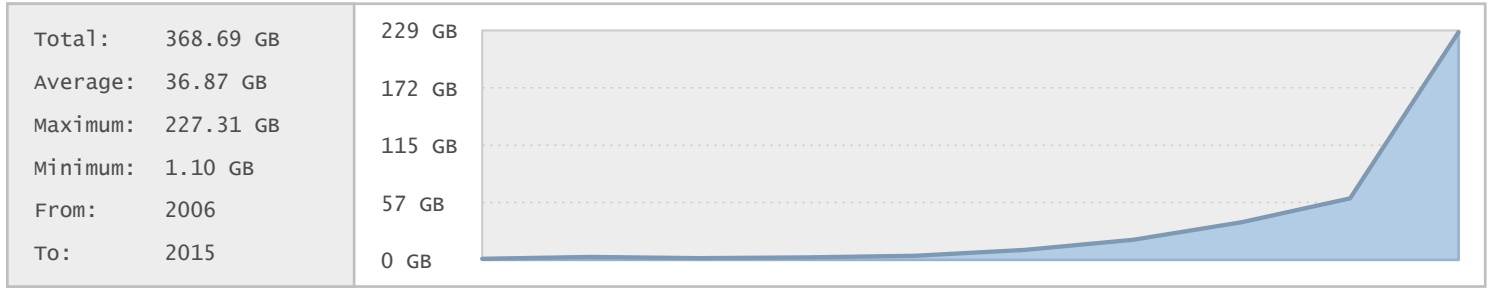 Total: 368.69 GB
Average: 36.87 GB
Maximum: 227.31 GB
Minimum: 1.10 GB
From: 2006
To: 2015
229 GB
172 GB
115 GB
57 GB
0 GB